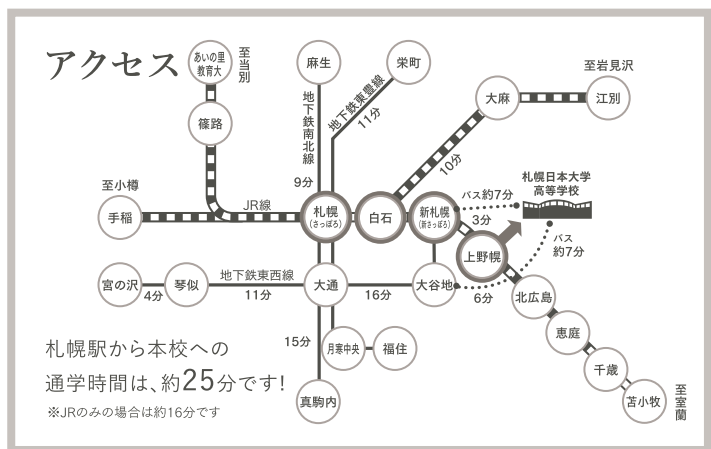 アクセス
あいの里
教育大
至当別
麻生
栄町
至岩見沢
篠路
地下鉄南北線
地下鉄東豊線
11分
大麻
江別
10分
9分
至小樽
手稲
JR線
札幌
(さっぽろ)
白石
新札幌
(新さっぽろ)
バス約7分
札幌日本大学
高等学校
3分
上野幌
バス
約7分
宮の沢
4分
琴似
地下鉄東西線
11分
大通
16分
大谷地
6分
北広島
15分
月寒中央
福住
恵庭
千歳
真駒内
苫小牧
至室蘭
札幌駅から本校への
通学時間は、約25分です!
※JRのみの場合は約16分です